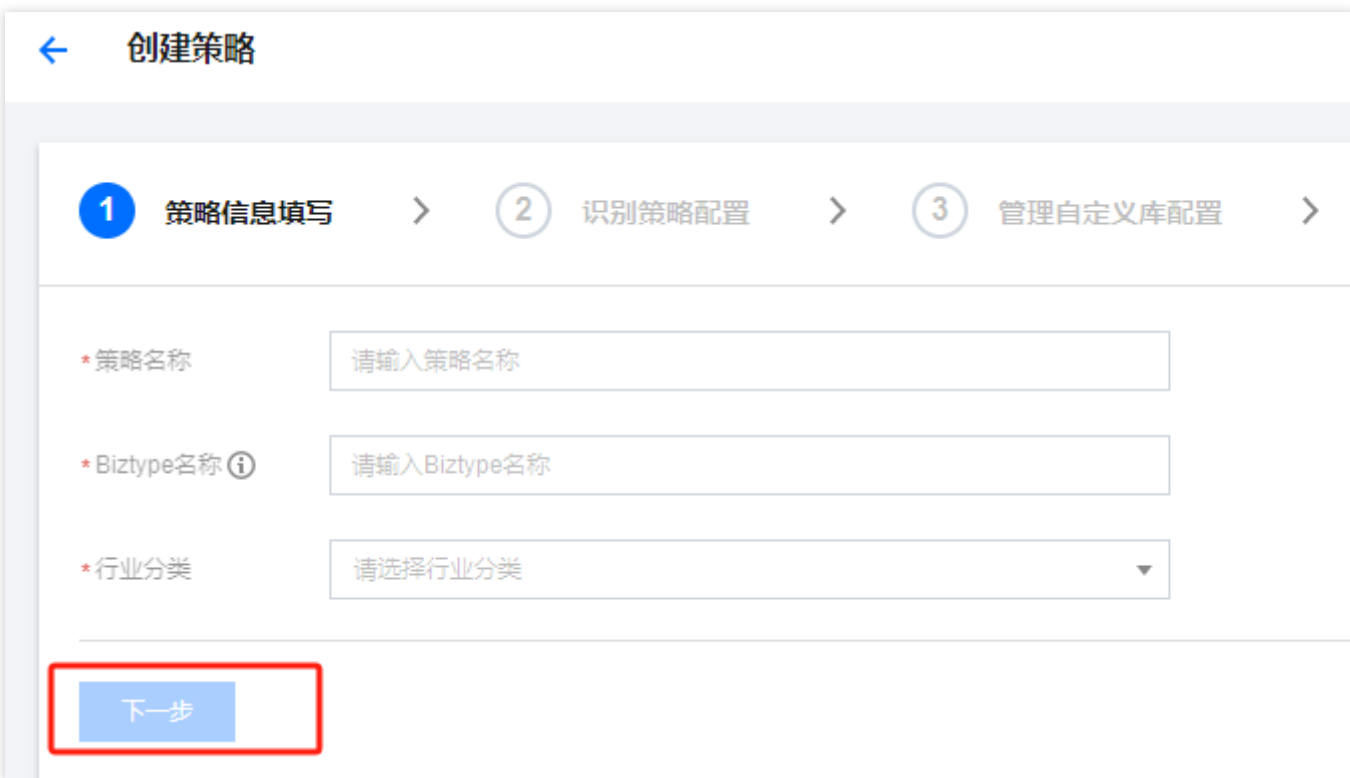 创建策略
1 策略信息填写 2 识别策略配置 3 管理自定义库配置
*策略名称 请输入策略名称
*Biztype名称 请输入Biztype名称
*行业分类 请选择行业分类
下一步